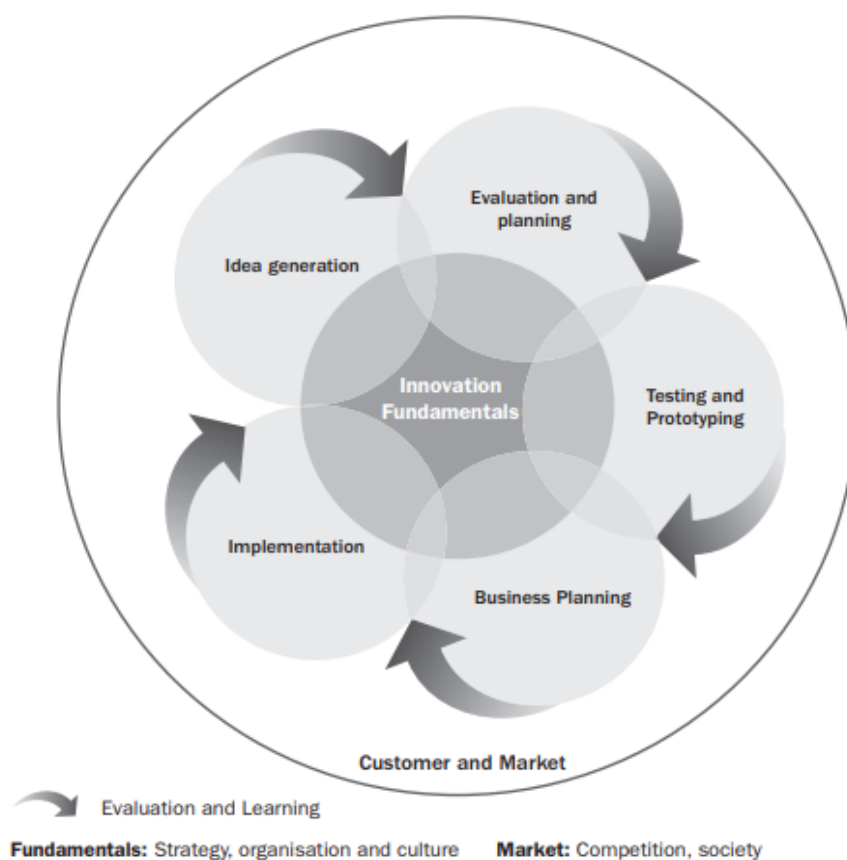 Evaluation and
planning
Idea generation
Innovation
Fundamentals
Testing and
Prototyping
Implementation
Business Planning
Customer and Market
Evaluation and Learning
Fundamentals: Strategy, organisation and culture Market: Competition, society